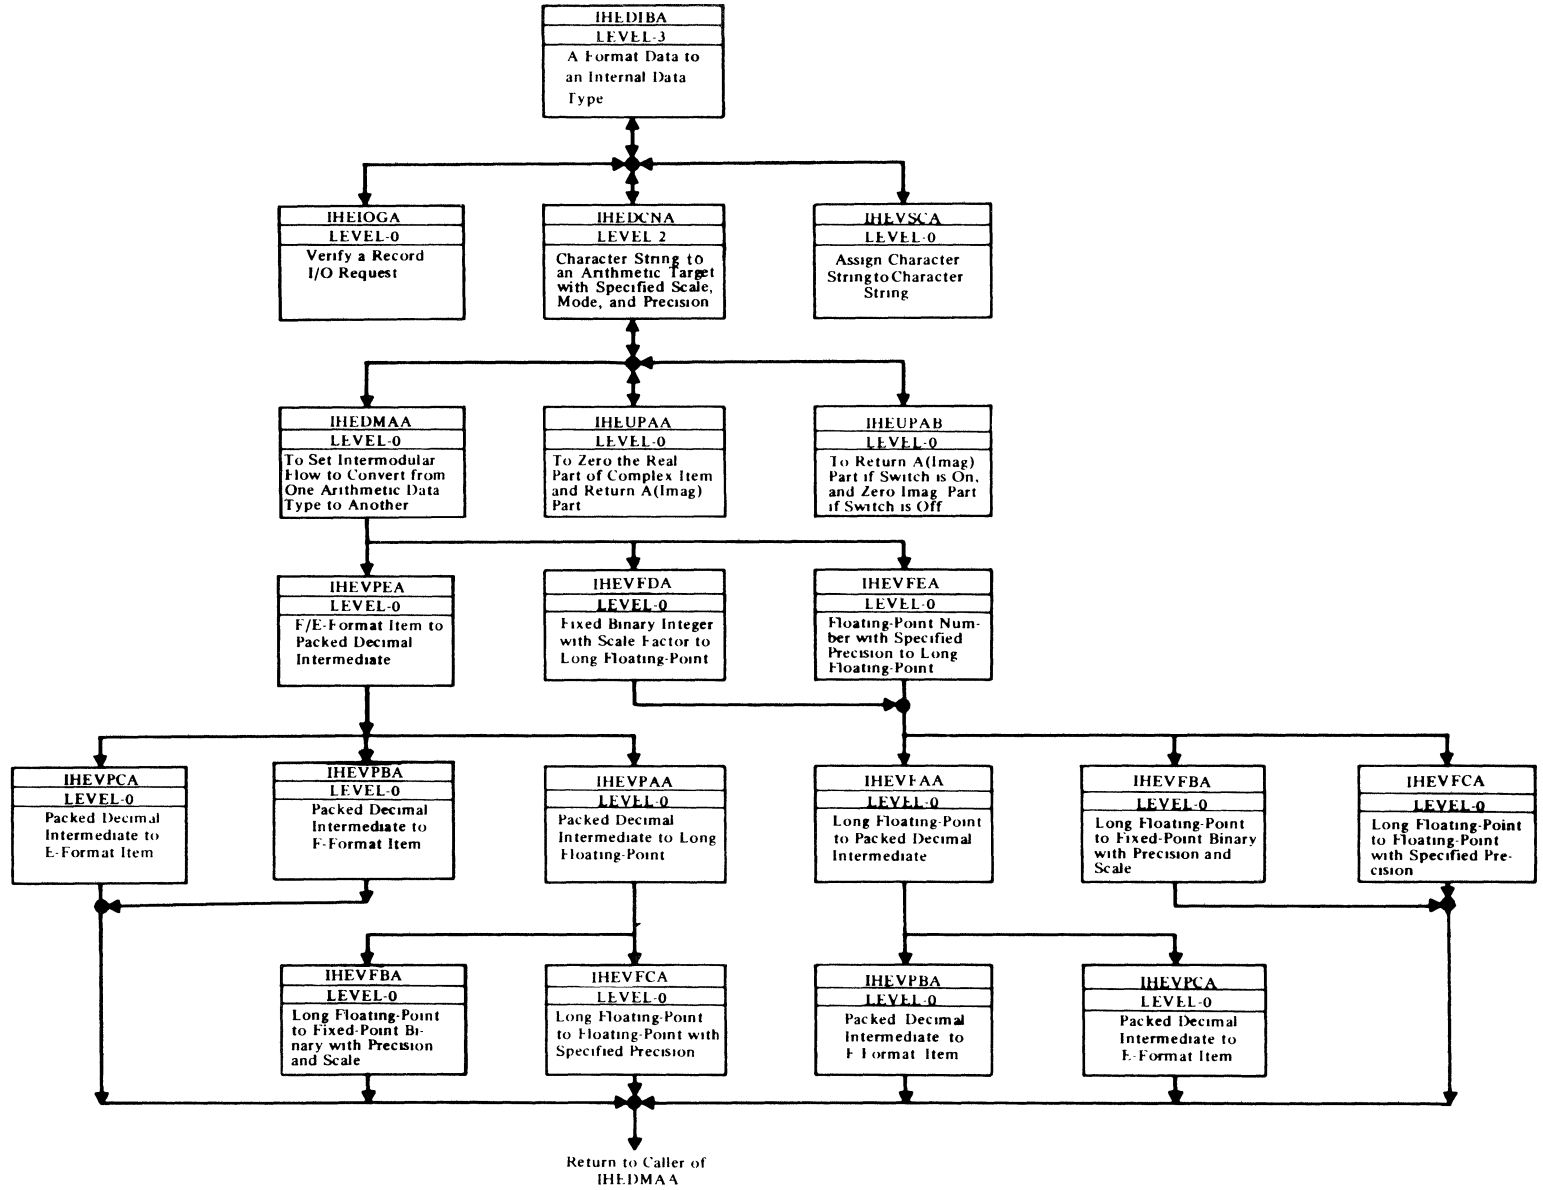 IHEDIBA
LEVEL-3
A Format Data to
an Internal Data
Type
IHEIOGA
LEVEL-0
Verify a Record
I/O Request
IHEDCNA
LEVEL 2
Character String to
an Arithmetic Target
with Specified Scale,
Mode, and Precision
IHEVSCA
LEVEL-0
Assign Character
String to Character
String
IHEDMAA
LEVEL-0
To Set Intermodular
Flow to Convert from
One Arithmetic Data
Type to Another
IHEUPAA
LEVEL-0
To Zero the Real
Part of Complex Item
and Return A(Imag)
Part
IHEUPAB
LEVEL-0
To Return A(Imag)
Part if Switch is On,
and Zero Imag Part
if Switch is Off
IHEVPEA
LEVEL-0
F/E-Format Item to
Packed Decimal
Intermediate
IHEVFDA
LEVEL-0
Fixed Binary Integer
with Scale Factor to
Long Floating-Point
IHEVFEA
LEVEL-0
Floating-Point Num-
ber with Specified
Precision to Long
Floating-Point
IHEVPCA
LEVEL-0
Packed Decimal
Intermediate to
E-Format Item
IHEVPBA
LEVEL-0
Packed Decimal
Intermediate to
F-Format Item
IHEVPAA
LEVEL-0
Packed Decimal
Intermediate to Long
Floating-Point
IHEVFAA
LEVEL-0
Long Floating-Point
to Packed Decimal
Intermediate
IHEVFBA
LEVEL-0
Long Floating-Point
to Fixed-Point Binary
with Precision and
Scale
IHEVFCA
LEVEL-0
Long Floating-Point
to Floating-Point
with Specified Pre-
cision
IHEVFBA
LEVEL-0
Long Floating-Point
to Fixed-Point Bi-
nary with Precision
and Scale
IHEVFCA
LEVEL-0
Long Floating-Point
to Floating-Point with
Specified Precision
IHEVPBA
LEVEL-0
Packed Decimal
Intermediate to
F Format Item
IHEVPCA
LEVEL-0
Packed Decimal
Intermediate to
E-Format Item
Return to Caller of
IHEDMAA